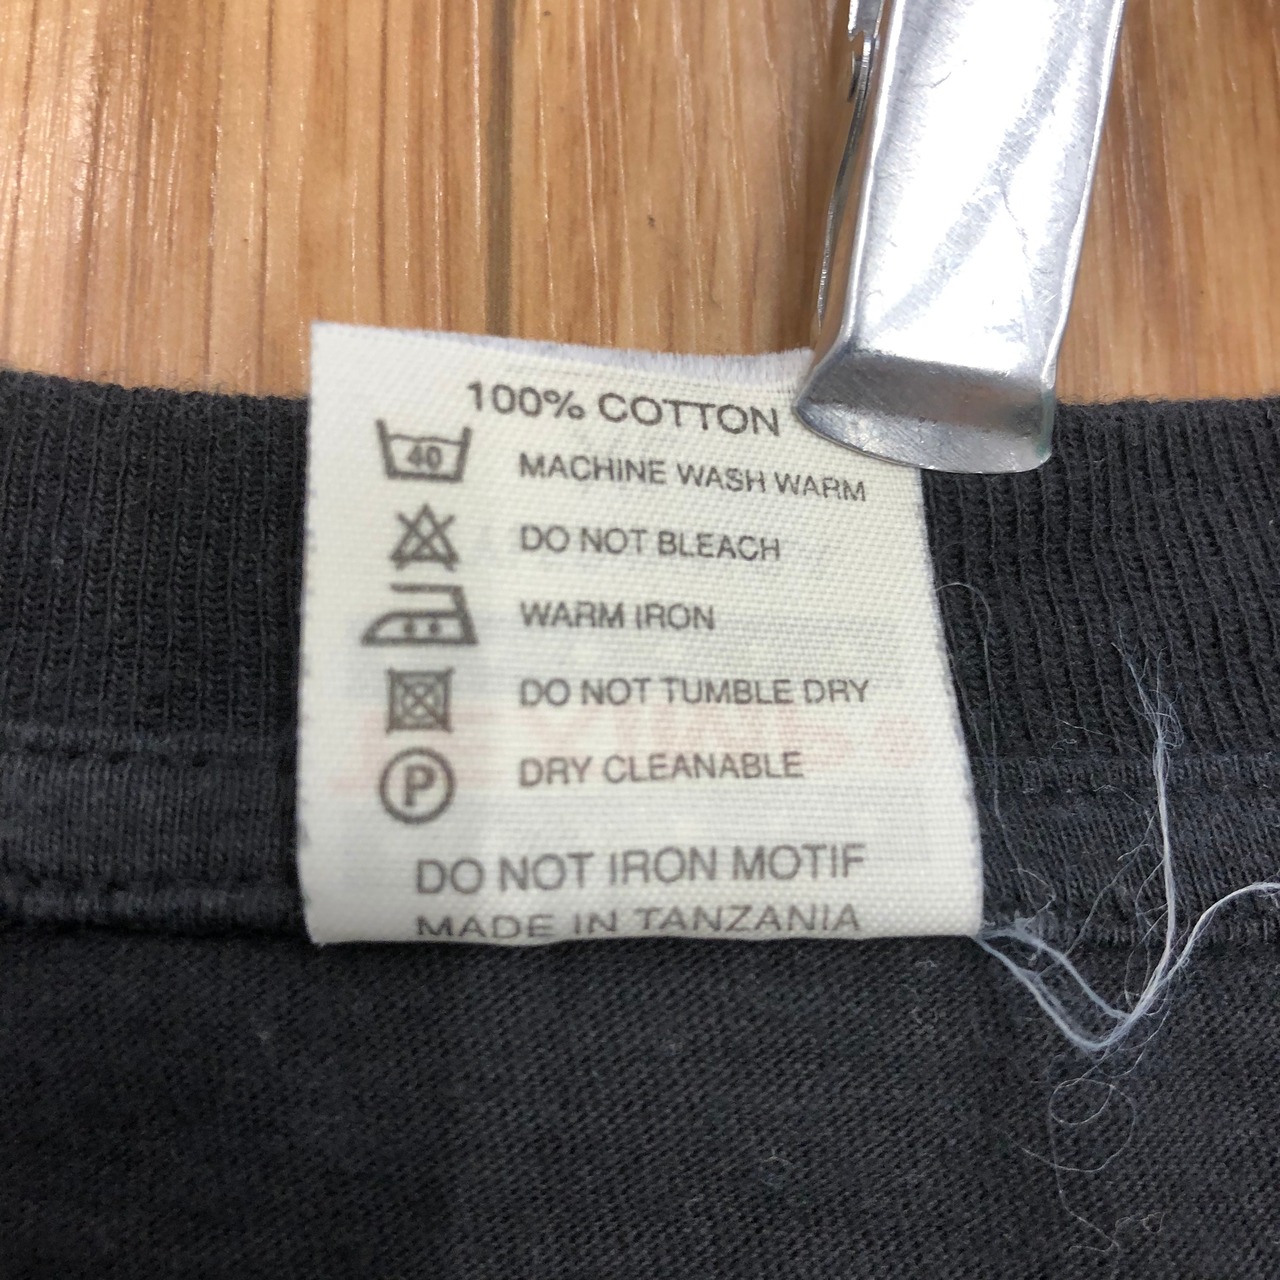 100% COTTON
40 MACHINE WASH WARM
DO NOT BLEACH
WARM IRON
DO NOT TUMBLE DRY
P DRY CLEANABLE
DO NOT IRON MOTIF
MADE IN TANZANIA